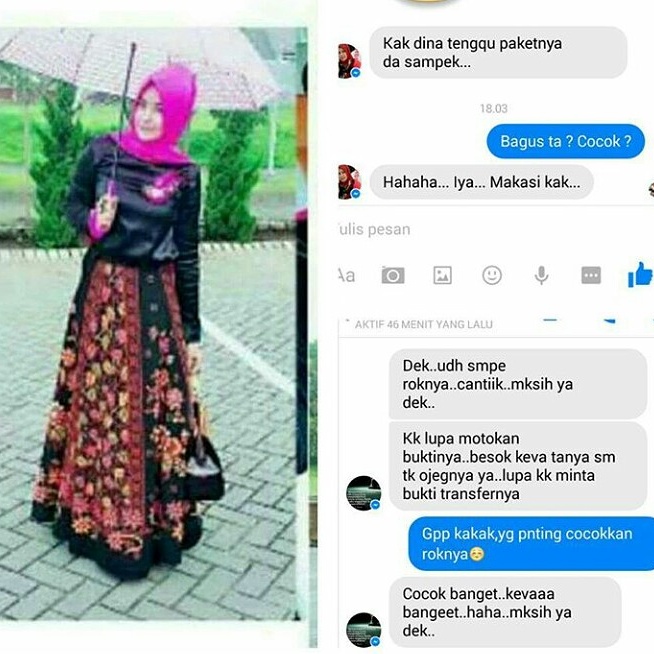 Kak dina tengqu paketnya
da sampek...
18.03
Bagus ta ? Cocok ?
Hahaha... Iya... Makasi kak...
ulis pesan
Aa
AKTIF 46 MENIT YANG LALU
Dek..udh smpe
roknya..cantiik..mksih ya
dek..
Kk lupa motokan
buktinya..besok keva tanya sm
tk ojegnya ya..lupa kk minta
bukti transfernya
Gpp kakak,yg pnting cocokkan
roknya☺
Cocok banget..kevaaa
bangeet..haha..mksih ya
dek..